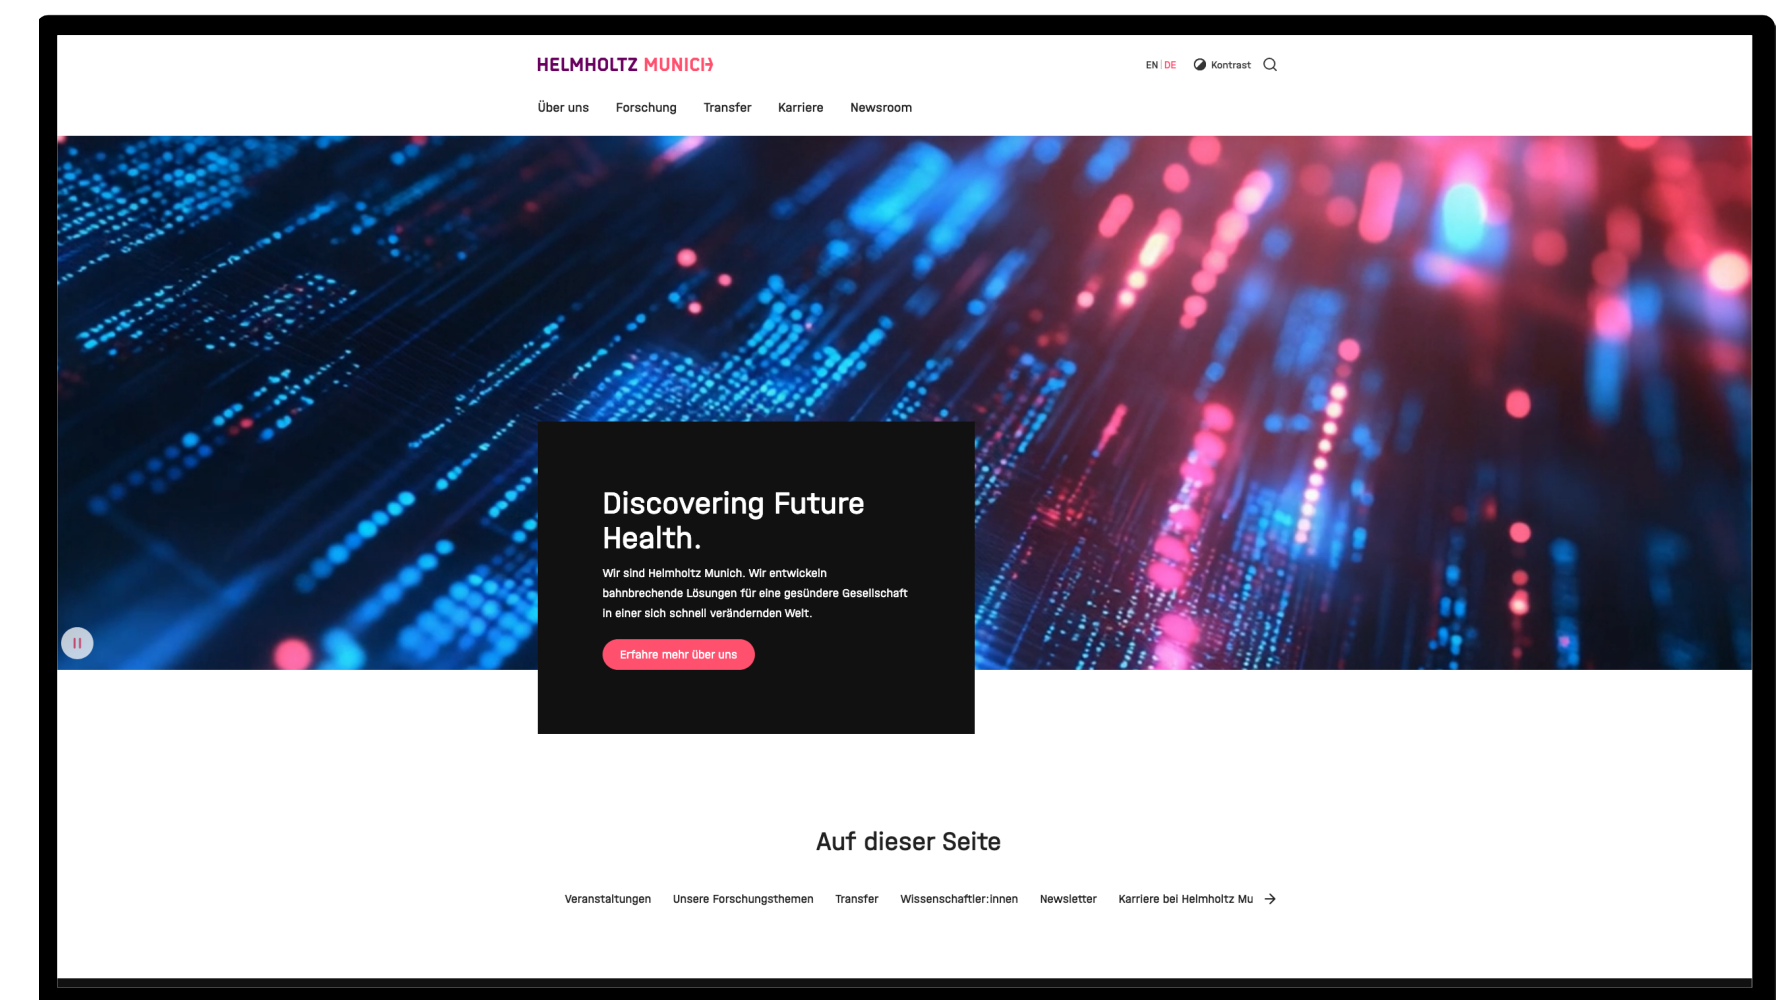 HELMHOLTZ MUNICH
EN | DE Kontrast
Über uns Forschung Transfer Karriere Newsroom
Discovering Future
Health.
Wir sind Helmholtz Munich. Wir entwickeln
bahnbrechende Lösungen für eine gesündere Gesellschaft
in einer sich schnell verändernden Welt.
Erfahre mehr über uns
Auf dieser Seite
Veranstaltungen Unsere Forschungsthemen Transfer Wissenschaftler:innen Newsletter Karriere bei Helmholtz Mu